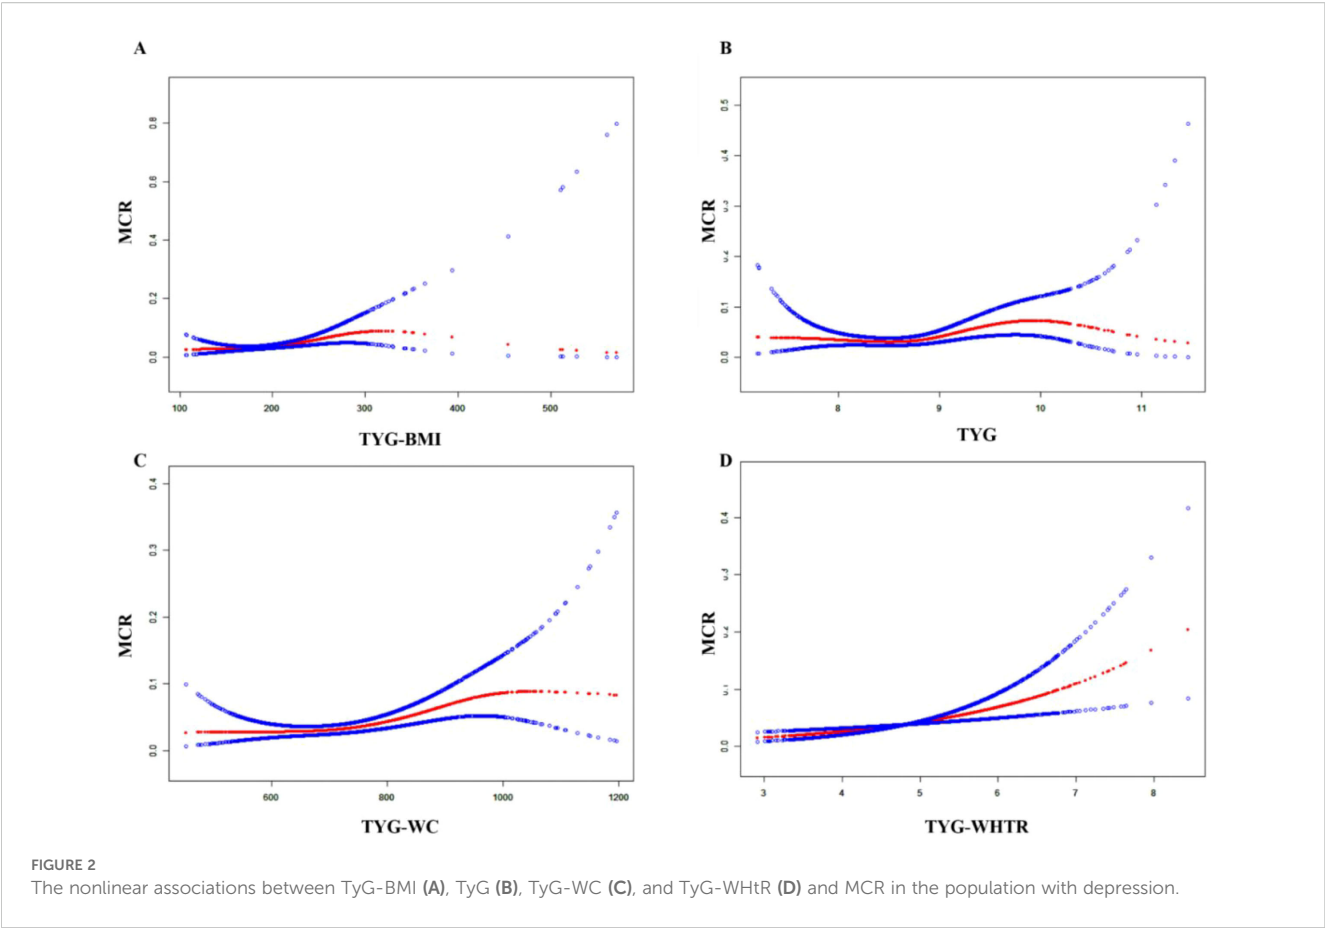 A
MCR
0.0
0.2
0.4
0.6
0.8
100 200 300 400 500
TYG-BMI
B
MCR
0.0
0.1
0.4
0.5
8 9 10 11
TYG
C
MCR
0.0
0.1
0.2
0.3
0.4
600 800 1000 1200
TYG-WC
D
MCR
0.0
0.4
3 4 5 6 7 8
TYG-WHTR
FIGURE 2
The nonlinear associations between TyG-BMI (A), TyG (B), TyG-WC (C), and TyG-WHtR (D) and MCR in the population with depression.